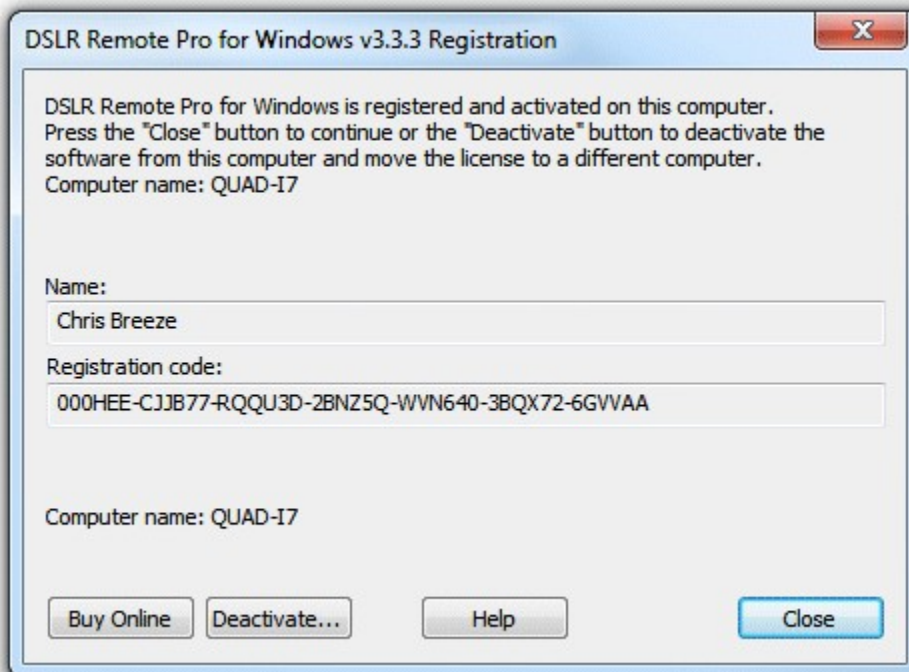 DSLR Remote Pro for Windows v3.3.3 Registration
DSLR Remote Pro for Windows is registered and activated on this computer.
Press the "Close" button to continue or the "Deactivate" button to deactivate the
software from this computer and move the license to a different computer.
Computer name: QUAD-I7
Name:
Chris Breeze
Registration code:
000HEE-CJJB77-RQQU3D-2BNZ5Q-WVN640-3BQX72-6GVVAA
Computer name: QUAD-I7
Buy Online Deactivate... Help Close